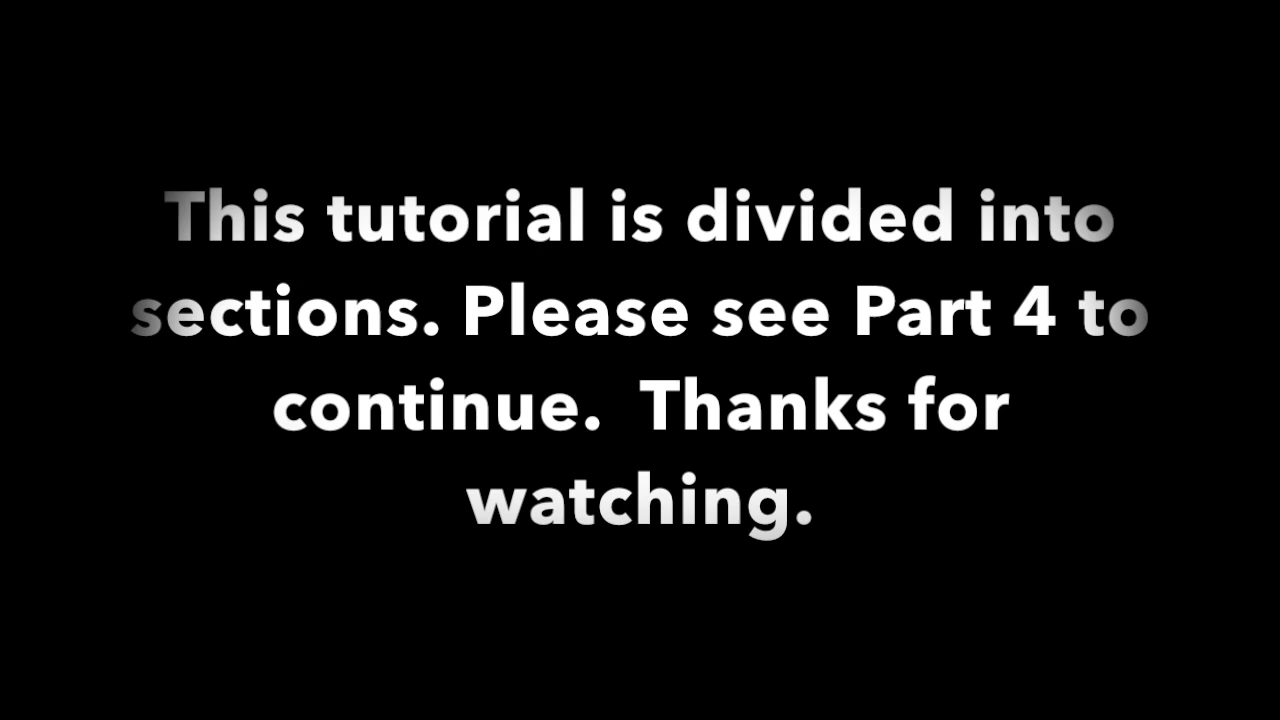 This tutorial is divided into
sections. Please see Part 4 to
continue.  Thanks for
watching.